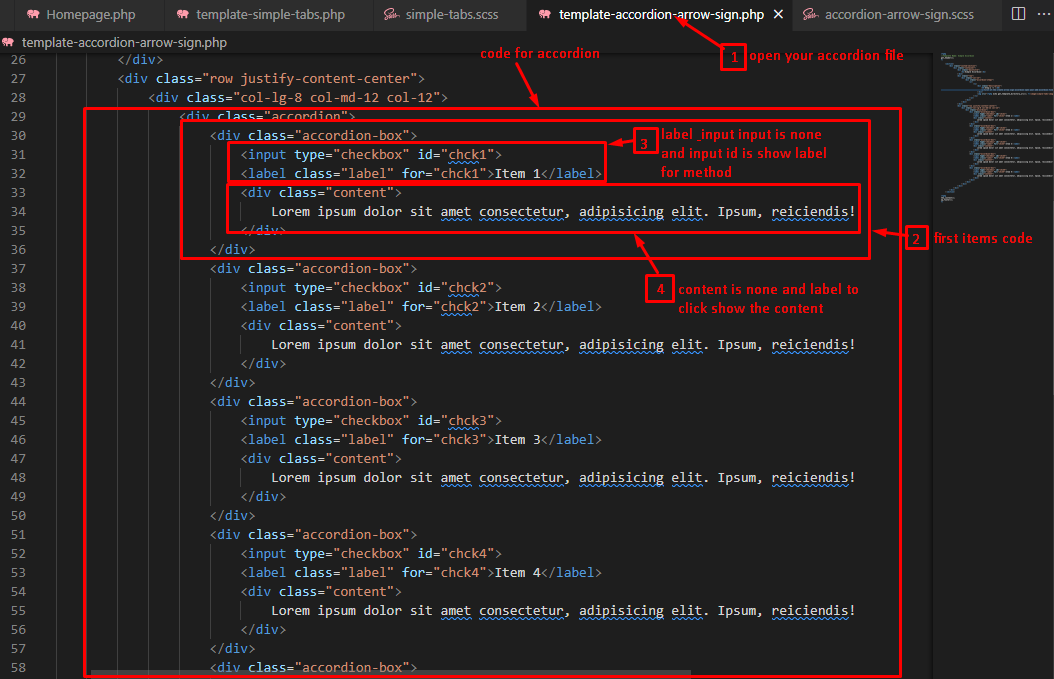 Homepage.php template-simple-tabs.php simple-tabs.scss template-accordion-arrow-sign.php accordion-arrow-sign.scss
template-accordion-arrow-sign.php
code for accordion
1 open your accordion file
26 </div>
27 <div class="row justify-content-center">
28 <div class="col-lg-8 col-md-12 col-12">
29 <div class="accordion">
30 <div class="accordion-box">
31 <input type="checkbox" id="chck1">
32 <label class="label" for="chck1">Item 1</label>
3 label _input input is none
and input id is show label
for method
33 <div class="content">
34 Lorem ipsum dolor sit amet consectetur, adipisicing elit. Ipsum, reiciendis!
35 </div>
36 </div>
2 first items code
37 <div class="accordion-box">
38 <input type="checkbox" id="chck2">
39 <label class="label" for="chck2">Item 2</label>
4 content is none and label to
click show the content
40 <div class="content">
41 Lorem ipsum dolor sit amet consectetur, adipisicing elit. Ipsum, reiciendis!
42 </div>
43 </div>
44 <div class="accordion-box">
45 <input type="checkbox" id="chck3">
46 <label class="label" for="chck3">Item 3</label>
47 <div class="content">
48 Lorem ipsum dolor sit amet consectetur, adipisicing elit. Ipsum, reiciendis!
49 </div>
50 </div>
51 <div class="accordion-box">
52 <input type="checkbox" id="chck4">
53 <label class="label" for="chck4">Item 4</label>
54 <div class="content">
55 Lorem ipsum dolor sit amet consectetur, adipisicing elit. Ipsum, reiciendis!
56 </div>
57 </div>
58 <div class="accordion-box">